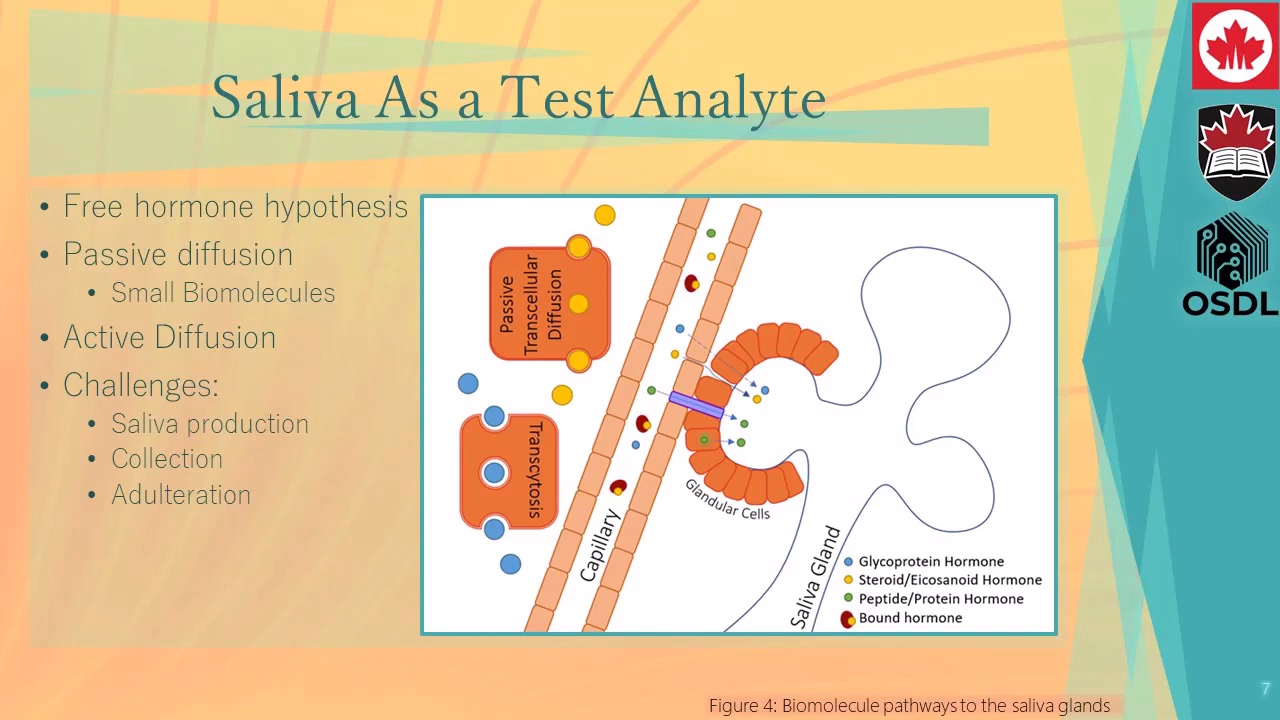 Saliva As a Test Analyte
• Free hormone hypothesis
• Passive diffusion
• Small Biomolecules
• Active Diffusion
• Challenges:
• Saliva production
• Collection
• Adulteration
Passive
Transcellular
Diffusion
Transcytosis
Capillary
Glandular Cells
Saliva Gland
Glycoprotein Hormone
Steroid/Eicosanoid Hormone
Peptide/Protein Hormone
Bound hormone
OSDL
7
Figure 4: Biomolecule pathways to the saliva glands